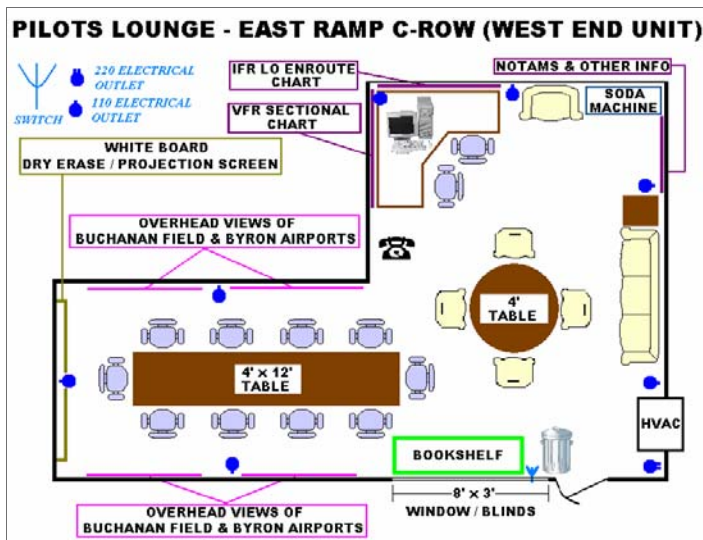 PILOTS LOUNGE - EAST RAMP C-ROW (WEST END UNIT)
220 ELECTRICAL
OUTLET
110 ELECTRICAL
OUTLET
SWITCH
IFR LO ENROUTE
CHART
NOTAMS & OTHER INFO
VFR SECTIONAL
CHART
SODA
MACHINE
WHITE BOARD
DRY ERASE / PROJECTION SCREEN
OVERHEAD VIEWS OF
BUCHANAN FIELD & BYRON AIRPORTS
4'
TABLE
4' x 12'
TABLE
HVAC
BOOKSHELF
8' x 3'
WINDOW / BLINDS
OVERHEAD VIEWS OF
BUCHANAN FIELD & BYRON AIRPORTS